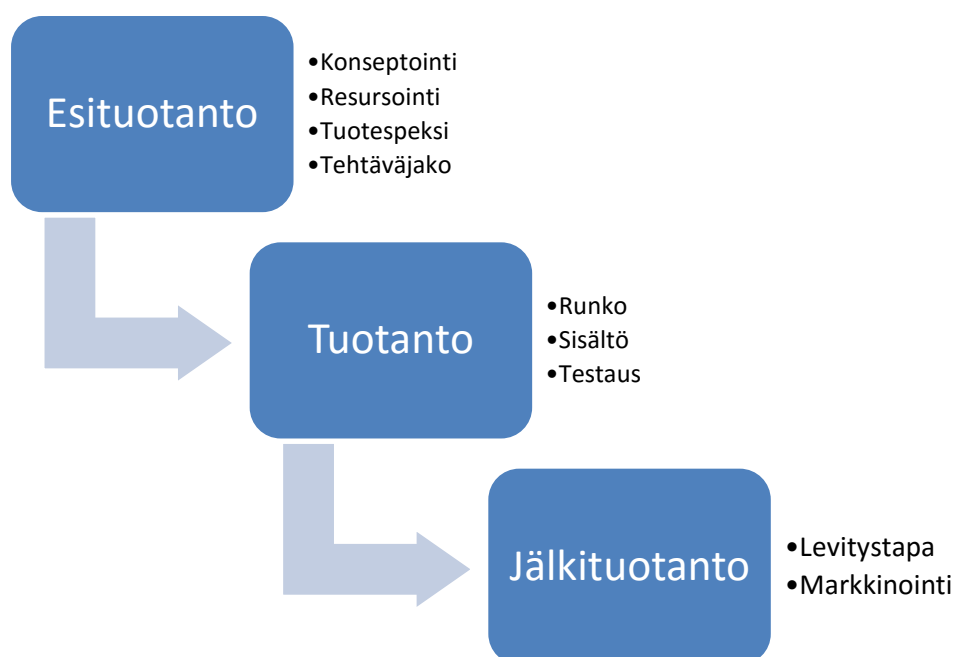 Esituotanto
•Konseptointi
•Resursointi
•Tuotespeksi
•Tehtäväjako
Tuotanto
•Runko
•Sisältö
•Testaus
Jälkituotanto
•Levitystapa
•Markkinointi